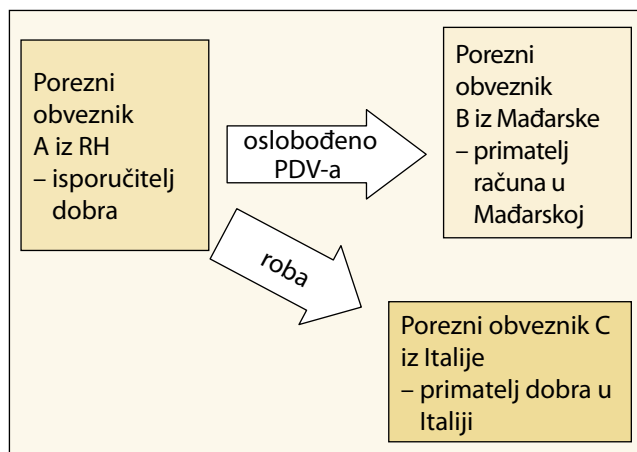 Porezni
obveznik
A iz RH
– isporučitelj
dobra
oslobođeno
PDV-a
Porezni
obveznik
B iz Mađarske
– primatelj
računa u
Mađarskoj
roba
Porezni obveznik C
iz Italije
– primatelj dobra u
Italiji